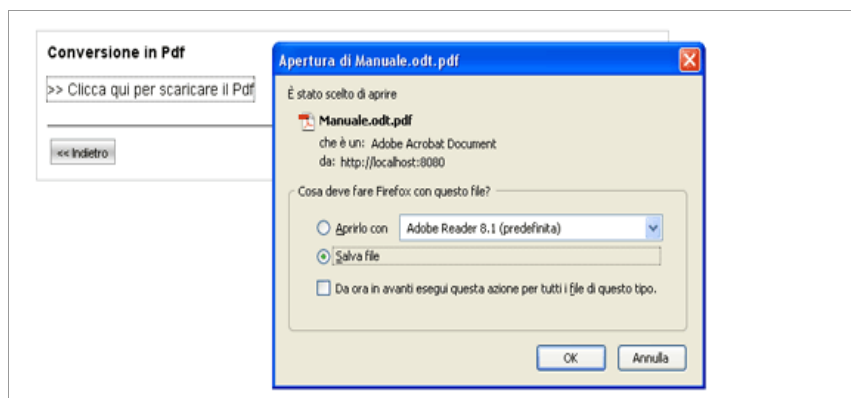 Conversione in Pdf
>> Clicca qui per scaricare il Pdf
<< Indietro
Apertura di Manuale.odt.pdf
È stato scelto di aprire
Manuale.odt.pdf
che è un: Adobe Acrobat Document
da: http://localhost:8080
Cosa deve fare Firefox con questo file?
Aprirlo con Adobe Reader 8.1 (predefinita)
Salva file
Da ora in avanti esegui questa azione per tutti i file di questo tipo.
OK Annulla